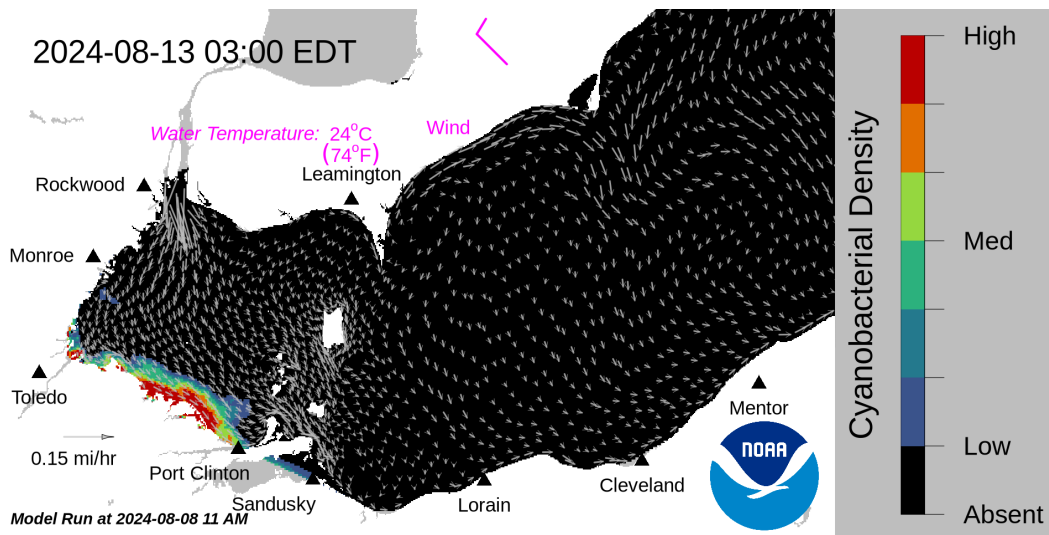 2024-08-13 03:00 EDT
Water Temperature: 24°C
(74°F)
Wind
Leamington
Rockwood
Monroe
Toledo
0.15 mi/hr
Port Clinton
Sandusky
Lorain
Cleveland
Mentor
NOAA
Model Run at 2024-08-08 11 AM
Cyanobacterial Density
High
Med
Low
Absent